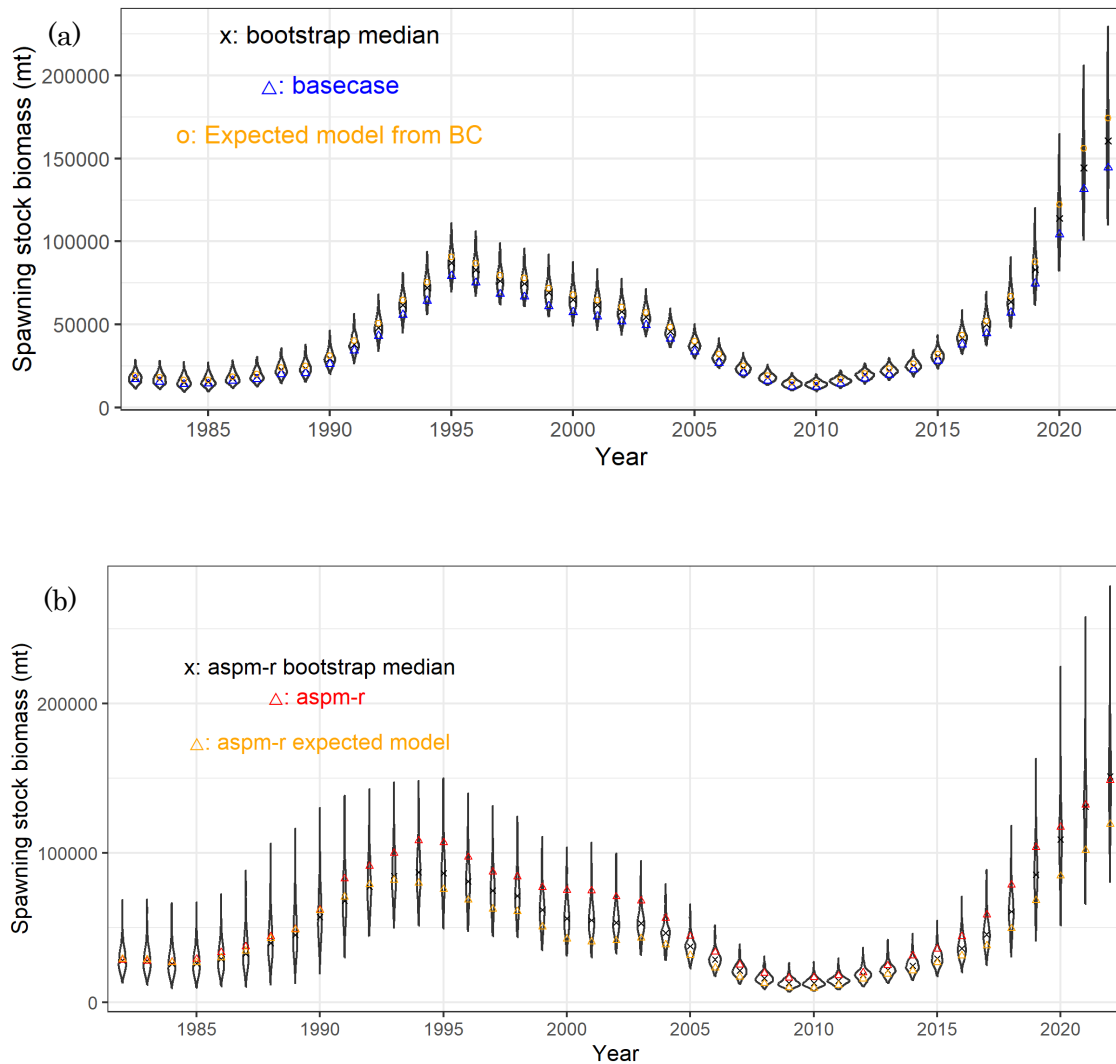 (a)
x: bootstrap median
△: basecase
o: Expected model from BC
Spawning stock biomass (mt)
200000
150000
100000
50000
0
1985 1990 1995 2000 2005 2010 2015 2020
Year
(b)
x: aspm-r bootstrap median
△: aspm-r
△: aspm-r expected model
Spawning stock biomass (mt)
200000
100000
0
1985 1990 1995 2000 2005 2010 2015 2020
Year